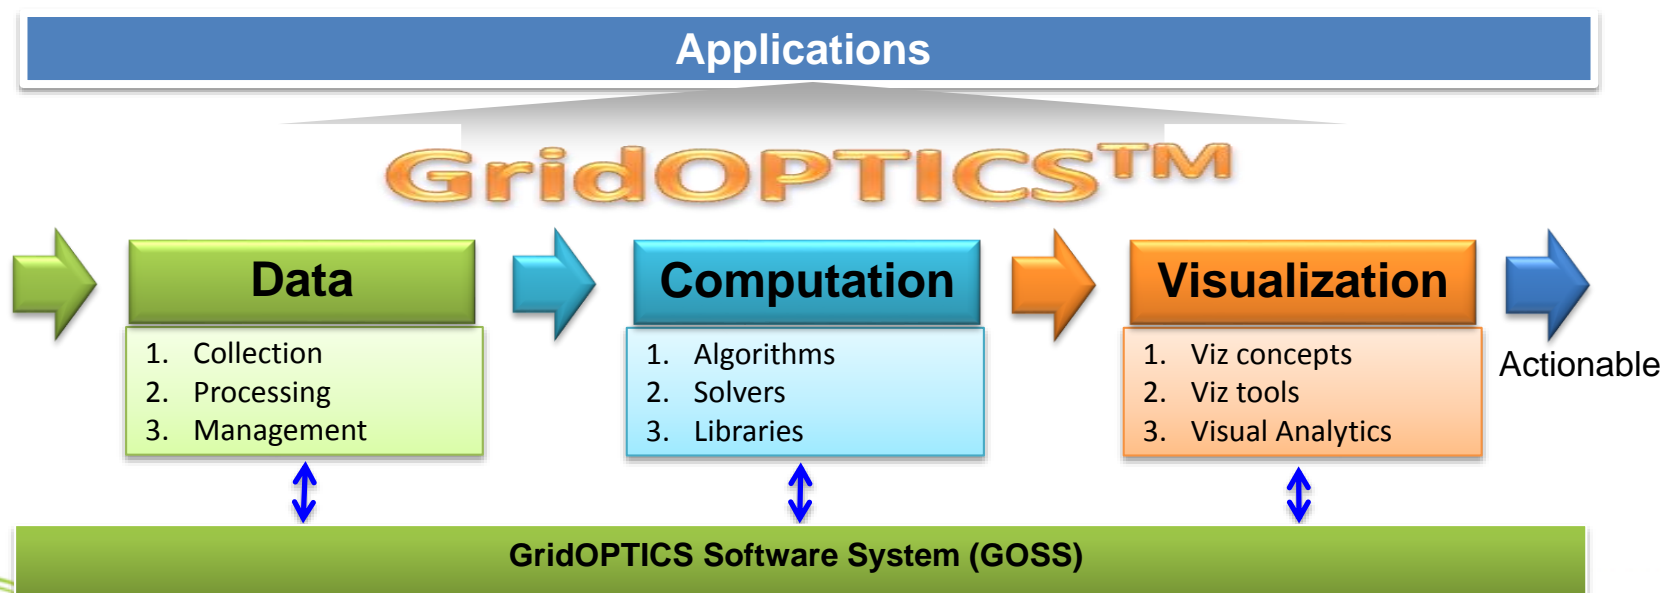 Applications
GridOPTICS™
Data
1. Collection
2. Processing
3. Management
Computation
1. Algorithms
2. Solvers
3. Libraries
Visualization
1. Viz concepts
2. Viz tools
3. Visual Analytics
Actionable
GridOPTICS Software System (GOSS)